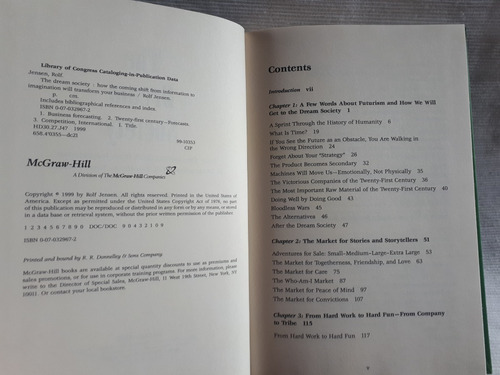 Library of Congress Cataloging-in-Publication Data
Jensen, Rolf.
The dream society : how the coming shift from information to
imagination will transform your business / Rolf Jensen.
p. cm.
Includes bibliographical references and index.
ISBN 0-07-032967-2
1. Business forecasting. 2. Twenty-first century—Forecasts.
3. Competition, International. I. Title.
HD30.27.J47 1999
658.4'0355—dc21
98-53353
CIP
McGraw-Hill
A Division of The McGraw-Hill Companies
Copyright © 1999 by Rolf Jensen. All rights reserved. Printed in the United States of
America. Except as permitted under the United States Copyright Act of 1976, no part
of this publication may be reproduced or distributed in any form or by any means, or stored
in a data base or retrieval system, without the prior written permission of the publisher.
1 2 3 4 5 6 7 8 9 0 DOC/DOC 9 0 4 3 2 1 0 9
ISBN 0-07-032967-2
Printed and bound by R. R. Donnelley & Sons Company.
McGraw-Hill books are available at special quantity discounts to use as premiums and
sales promotions, or for use in corporate training programs. For more information, please
write to the Director of Special Sales, McGraw-Hill, 11 West 19th Street, New York, NY
10011. Or contact your local bookstore.
Contents
Introduction vii
Chapter 1: A Few Words About Futurism and How We Will
Get to the Dream Society 1
A Sprint Through the History of Humanity 6
What Is Time? 19
If You See the Future as an Obstacle, You Are Walking in
the Wrong Direction 24
Forget About Your "Strategy" 26
The Product Becomes Secondary 32
Machines Will Move Us—Emotionally, Not Physically 35
The Victorious Companies of the Twenty-First Century 36
The Most Important Raw Material of the Twenty-First Century 40
Doing Well by Doing Good 43
Bloodless Wars 45
The Alternatives 46
After the Dream Society 47
Chapter 2: The Market for Stories and Storytellers 51
Adventures for Sale: Small–Medium–Large–Extra Large 53
The Market for Togetherness, Friendship, and Love 63
The Market for Care 75
The Who-Am-I Market 87
The Market for Peace of Mind 97
The Market for Convictions 107
Chapter 3: From Hard Work to Hard Fun—From Company
to Tribe 115
From Hard Work to Hard Fun 117
v